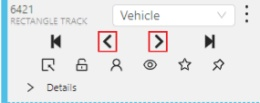 6421
RECTANGLE TRACK
Vehicle
Details